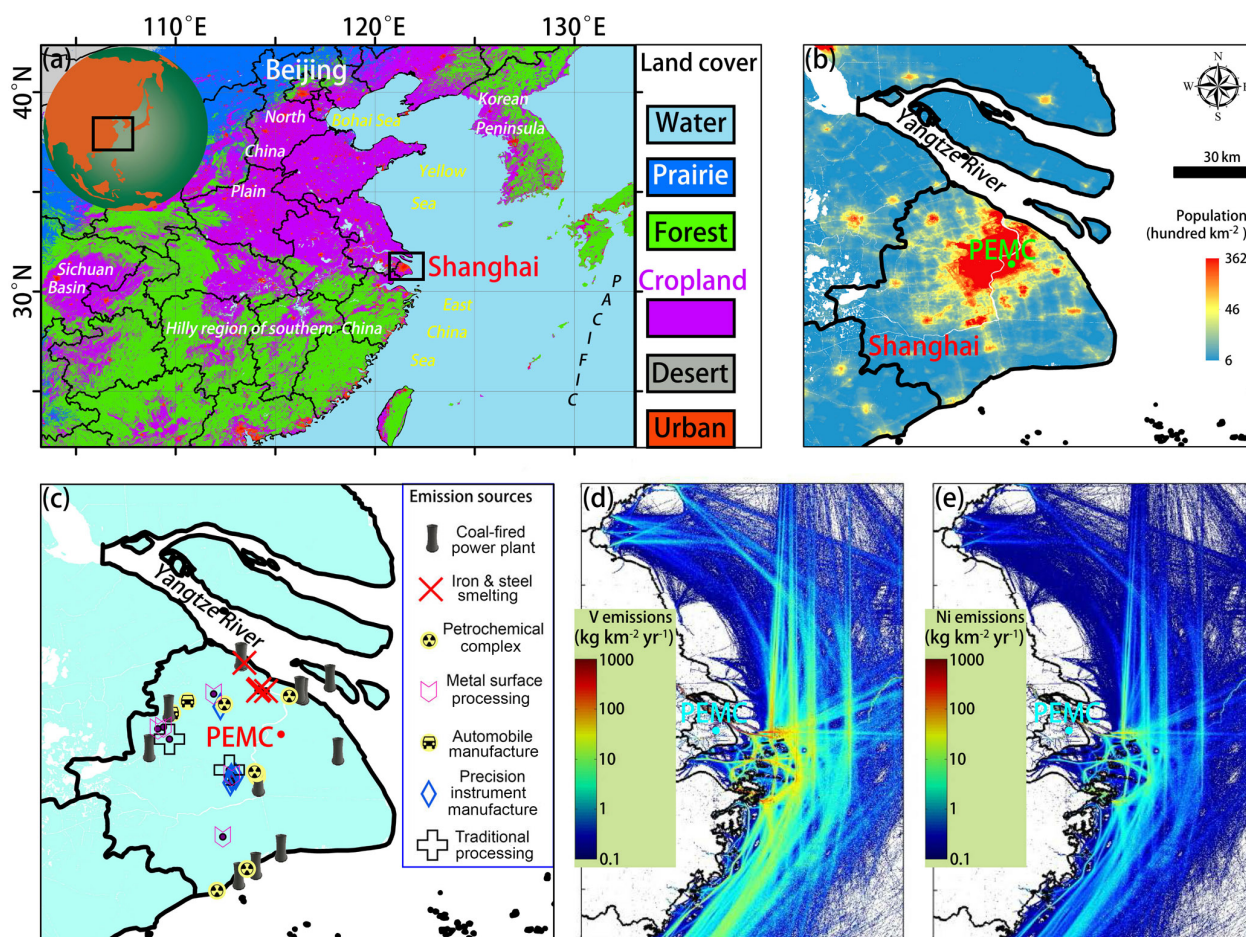 110°E
120°E
130°E
(a)
40°N
30°N
Beijing
North
China
Plain
Bohai Sea
Korean
Peninsula
Yellow
Sea
Sichuan
Basin
Shanghai
Hilly region of southern China
East
China
Sea
PACIFIC
Land cover
Water
Prairie
Forest
Cropland
Desert
Urban
(b)
Yangtze River
PEMC
Shanghai
N
W
E
S
30 km
Population
(hundred km⁻²)
362
46
6
(c)
Yangtze River
PEMC
Emission sources
Coal-fired
power plant
Iron & steel
smelting
Petrochemical
complex
Metal surface
processing
Automobile
manufacture
Precision
instrument
manufacture
Traditional
processing
(d)
V emissions
(kg km⁻² yr⁻¹)
1000
100
10
1
0.1
PEMC
(e)
Ni emissions
(kg km⁻² yr⁻¹)
1000
100
10
1
0.1
PEMC